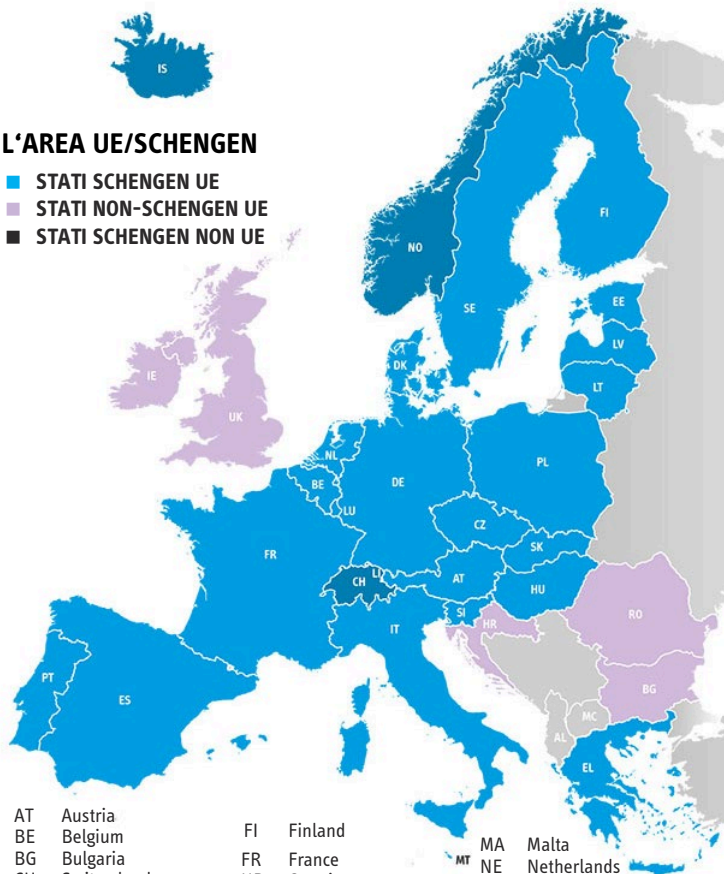 IS
L'AREA UE/SCHENGEN
STATI SCHENGEN UE
STATI NON-SCHENGEN UE
STATI SCHENGEN NON UE
FI
NO
SE
EE
LV
DK
IE
LT
UK
NL
PL
BE
DE
LU
CZ
FR
SK
LI
CH
AT
HU
SI
RO
HR
IT
PT
BG
ES
MC
AL
EL
AT Austria
BE Belgium
BG Bulgaria
FI Finland
FR France
MT
MA Malta
NE Netherlands